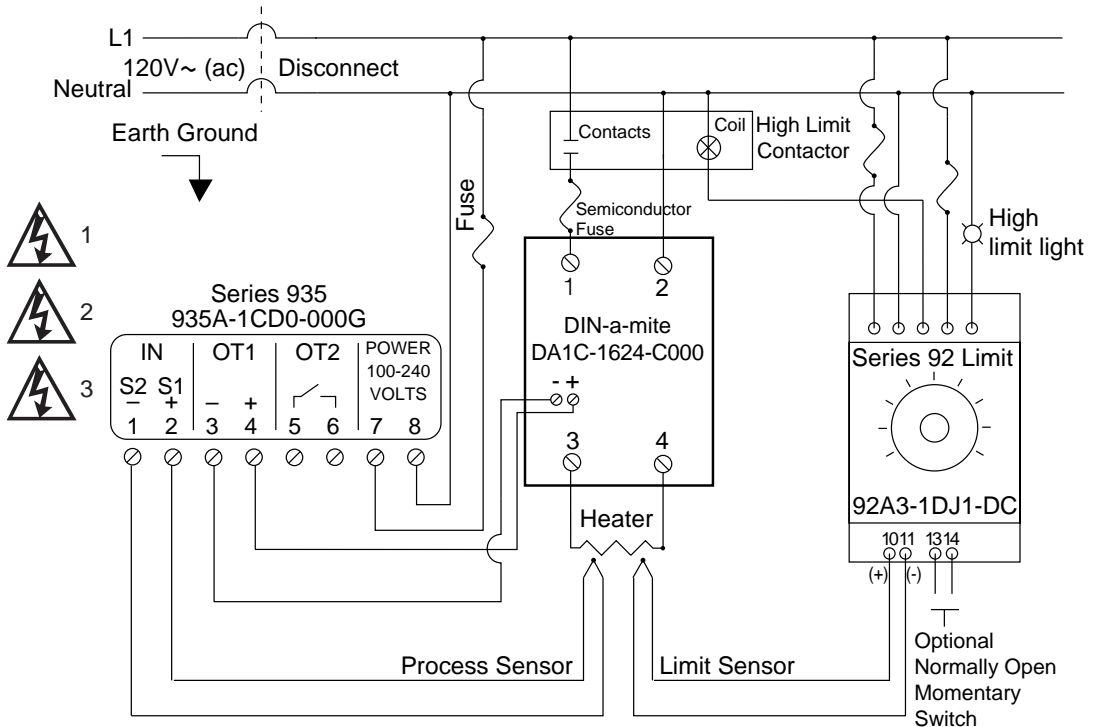 L1
120V~ (ac)
Disconnect
Neutral
Earth Ground
Contacts
Coil
High Limit
Contactor
Fuse
Semiconductor
Fuse
High
limit light
1
2
3
Series 935
935A-1CD0-000G
IN
OT1
OT2
POWER
100-240
VOLTS
S2 S1
– +
– +
1 2 3 4 5 6 7 8
1 2
DIN-a-mite
DA1C-1624-C000
- +
3 4
Heater
Series 92 Limit
92A3-1DJ1-DC
10 11 13 14
(+) (-)
Process Sensor
Limit Sensor
Optional
Normally Open
Momentary
Switch